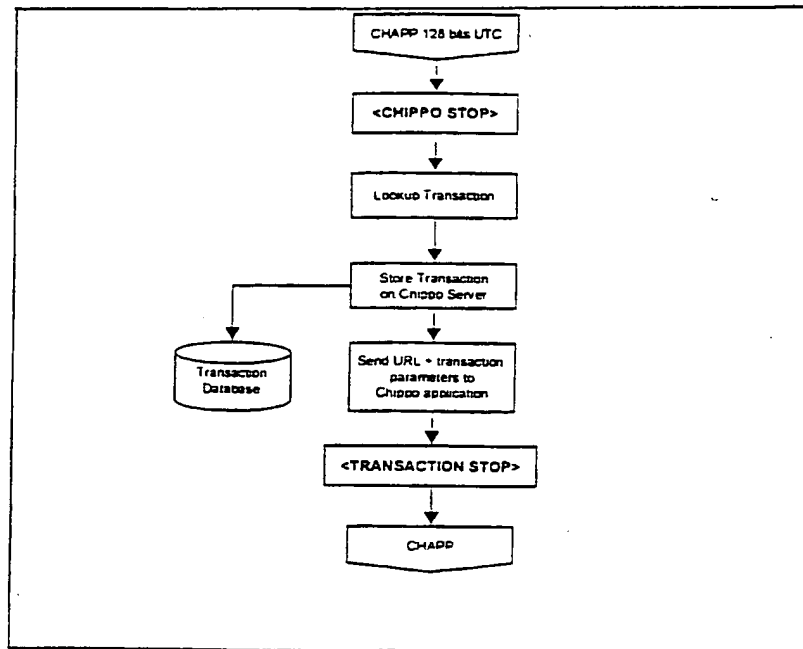 CHAPP 128 bits UTC
<CHIPPO STOP>
Lookup Transaction
Store Transaction
on Chippo Server
Transaction
Database
Send URL + transaction
parameters to
Chippo application
<TRANSACTION STOP>
CHAPP